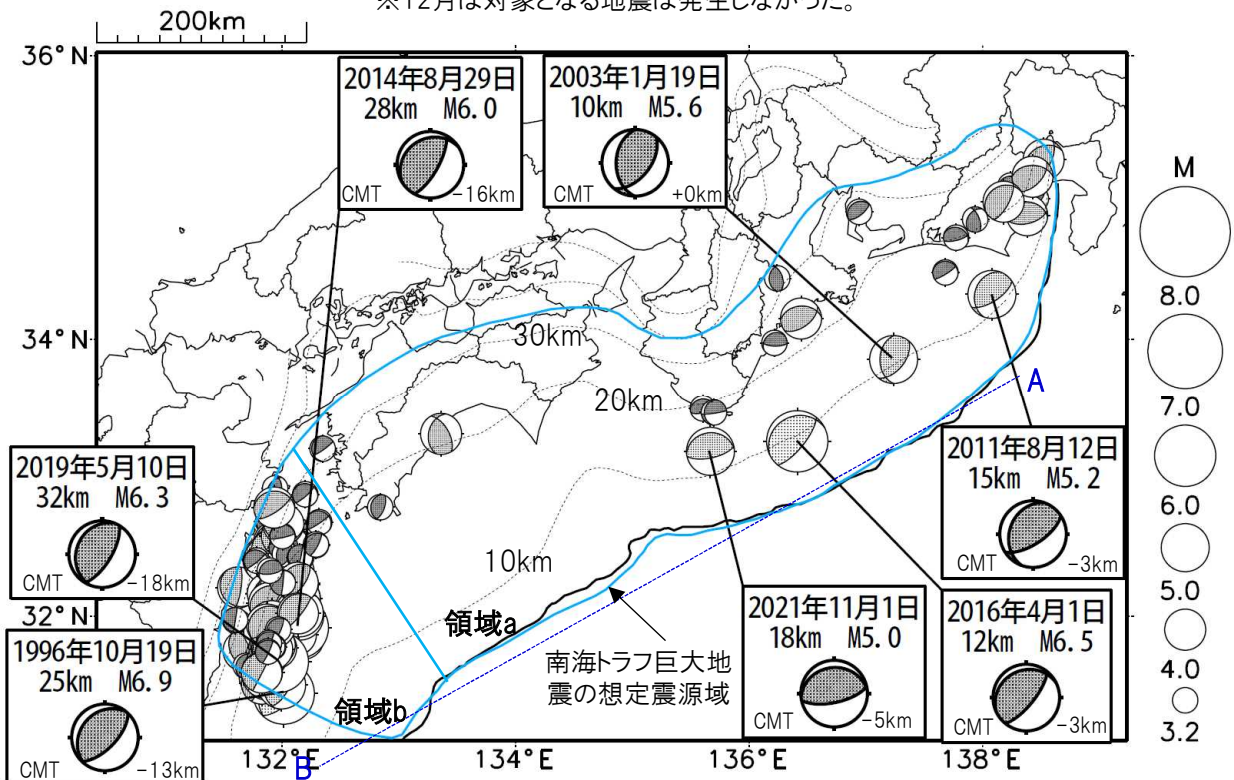 ※12月は対象となる地震は発生しなかった。
200km
36°N
34°N
32°N
132°E
134°E
136°E
138°E
2014年8月29日
28km M6.0
CMT
-16km
2003年1月19日
10km M5.6
CMT
+0km
30km
20km
10km
A
2019年5月10日
32km M6.3
CMT
-18km
2011年8月12日
15km M5.2
CMT
-3km
1996年10月19日
25km M6.9
CMT
-13km
領域a
領域b
B
南海トラフ巨大地
震の想定震源域
2021年11月1日
18km M5.0
CMT
-5km
2016年4月1日
12km M6.5
CMT
-3km
M
8.0
7.0
6.0
5.0
4.0
3.2